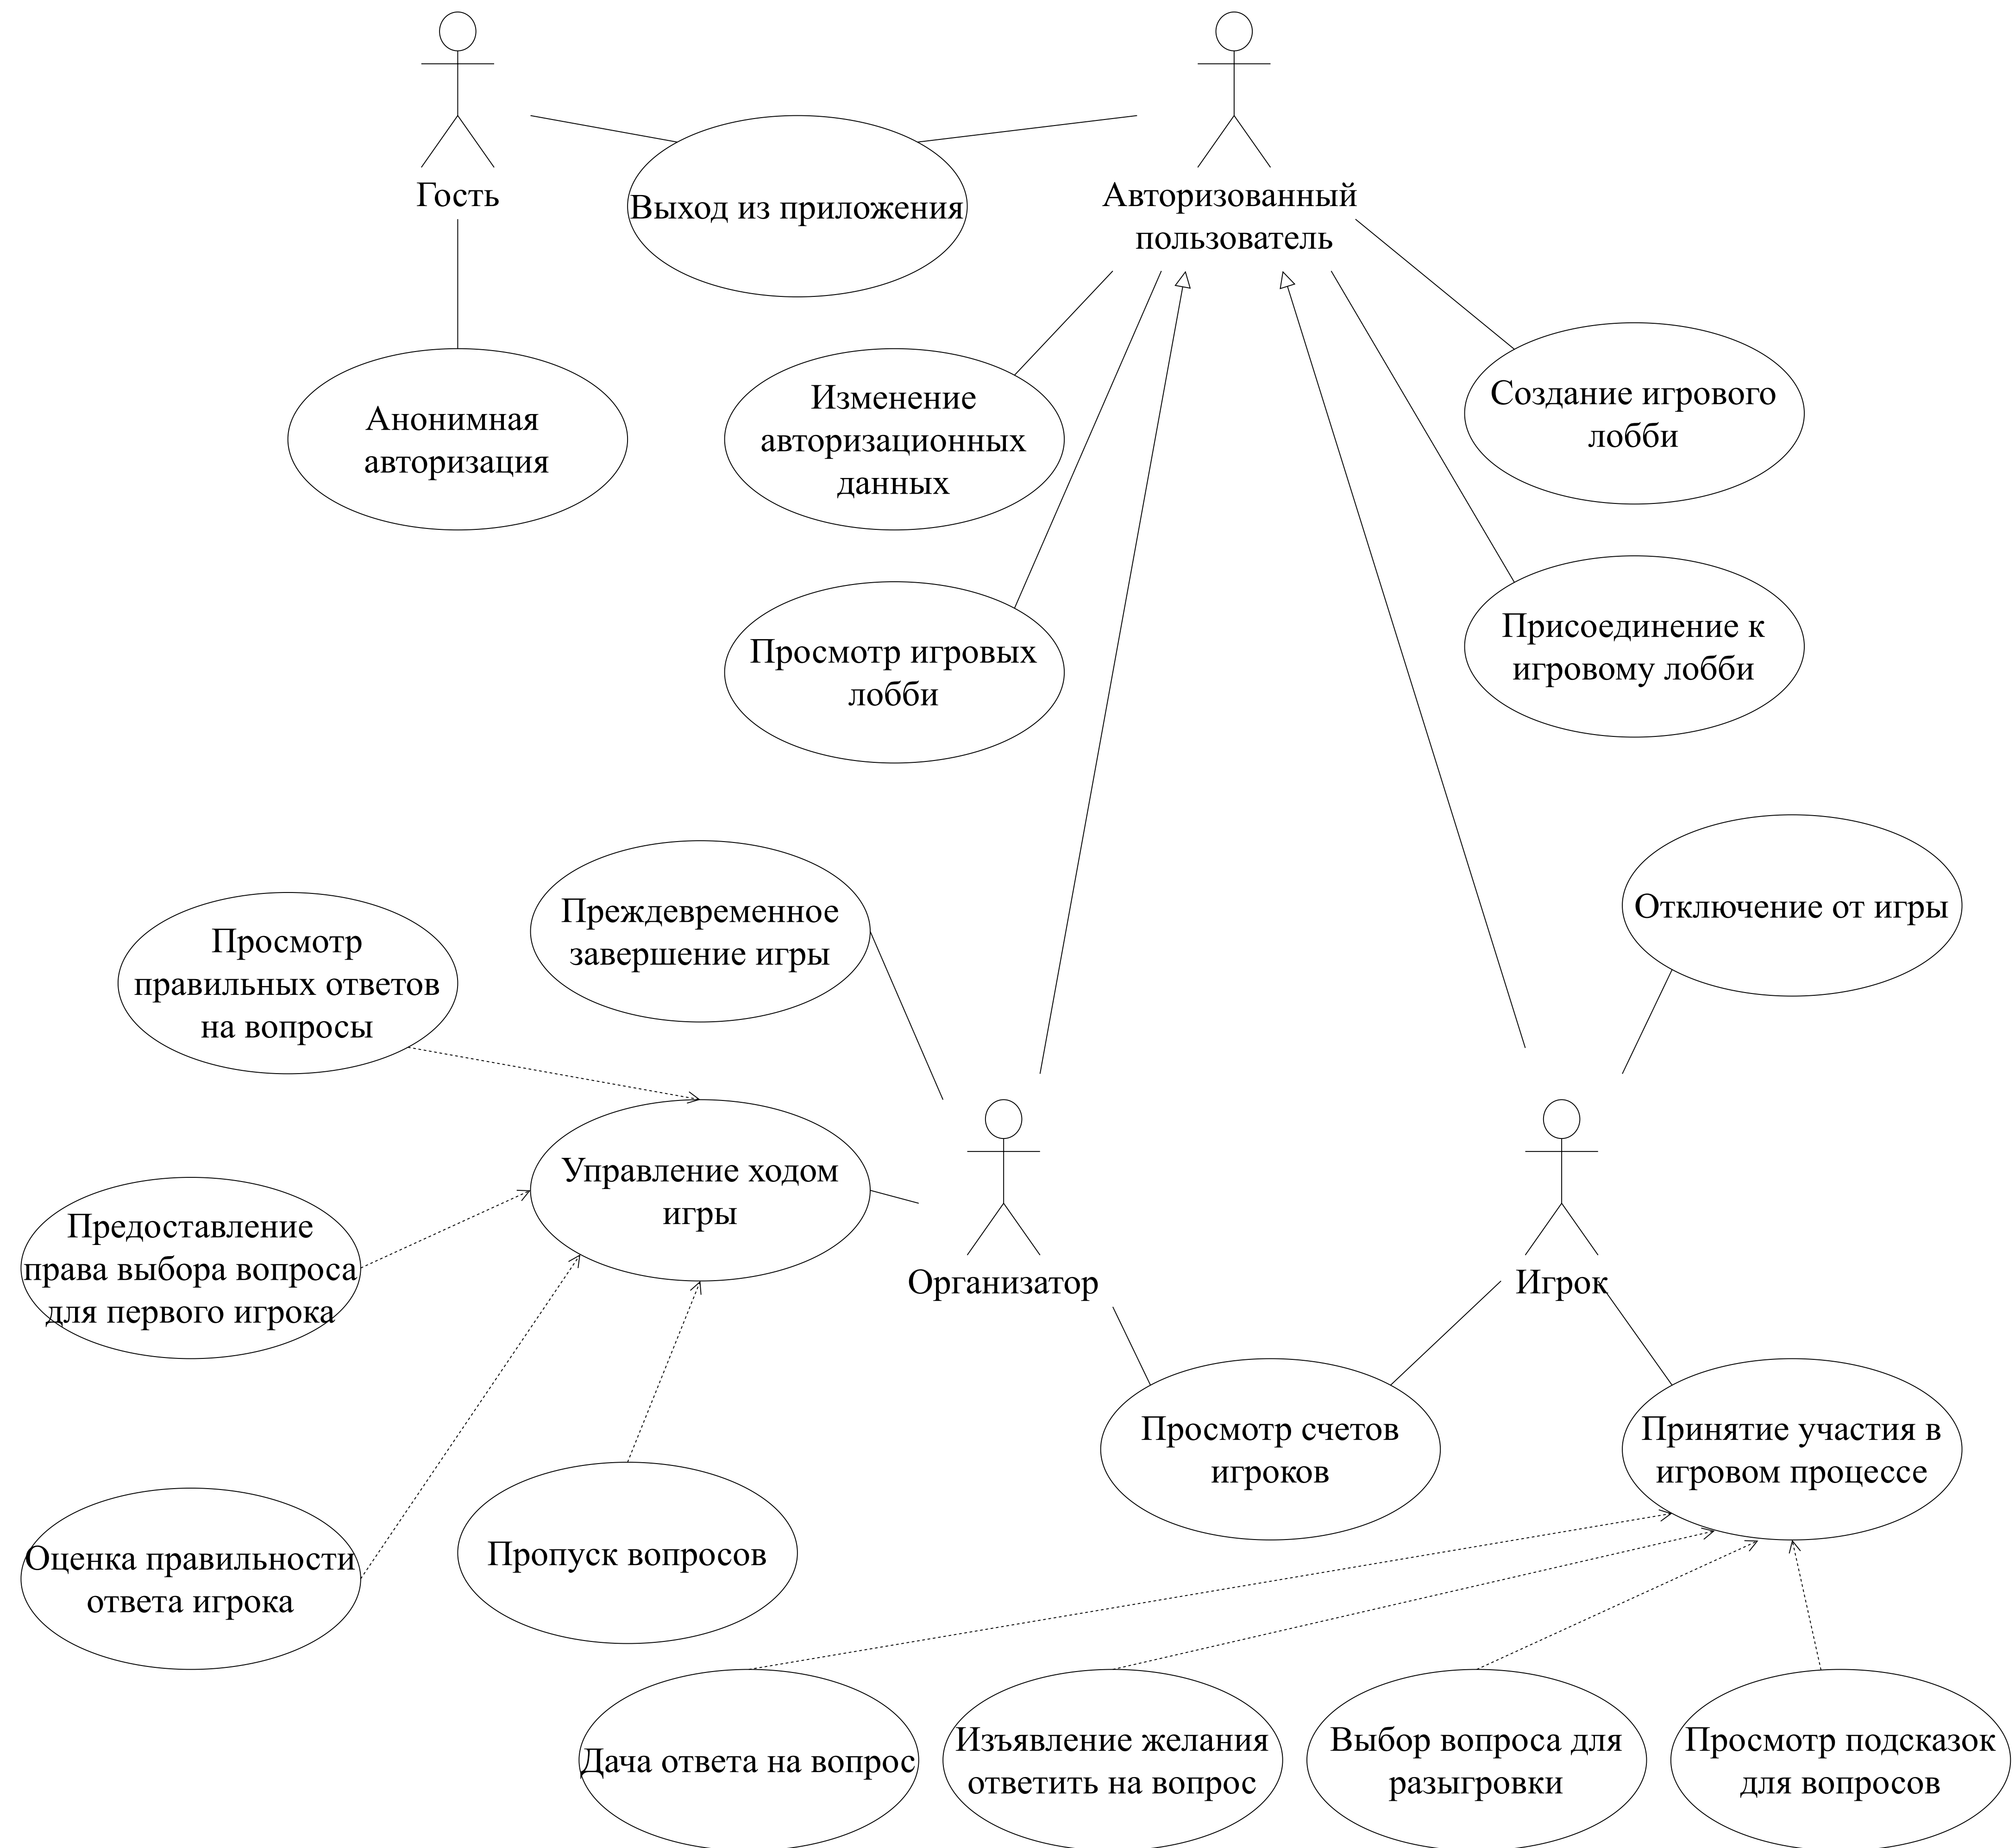 Гость
Выход из приложения
Авторизованный
пользователь
Анонимная
авторизация
Изменение
авторизационных
данных
Создание игрового
лобби
Просмотр игровых
лобби
Присоединение к
игровому лобби
Преждевременное
завершение игры
Отключение от игры
Просмотр
правильных ответов
на вопросы
Управление ходом
игры
Предоставление
права выбора вопроса
для первого игрока
Организатор
Игрок
Просмотр счетов
игроков
Принятие участия в
игровом процессе
Оценка правильности
ответа игрока
Пропуск вопросов
Дача ответа на вопрос
Изъявление желания
ответить на вопрос
Выбор вопроса для
разыгровки
Просмотр подсказок
для вопросов